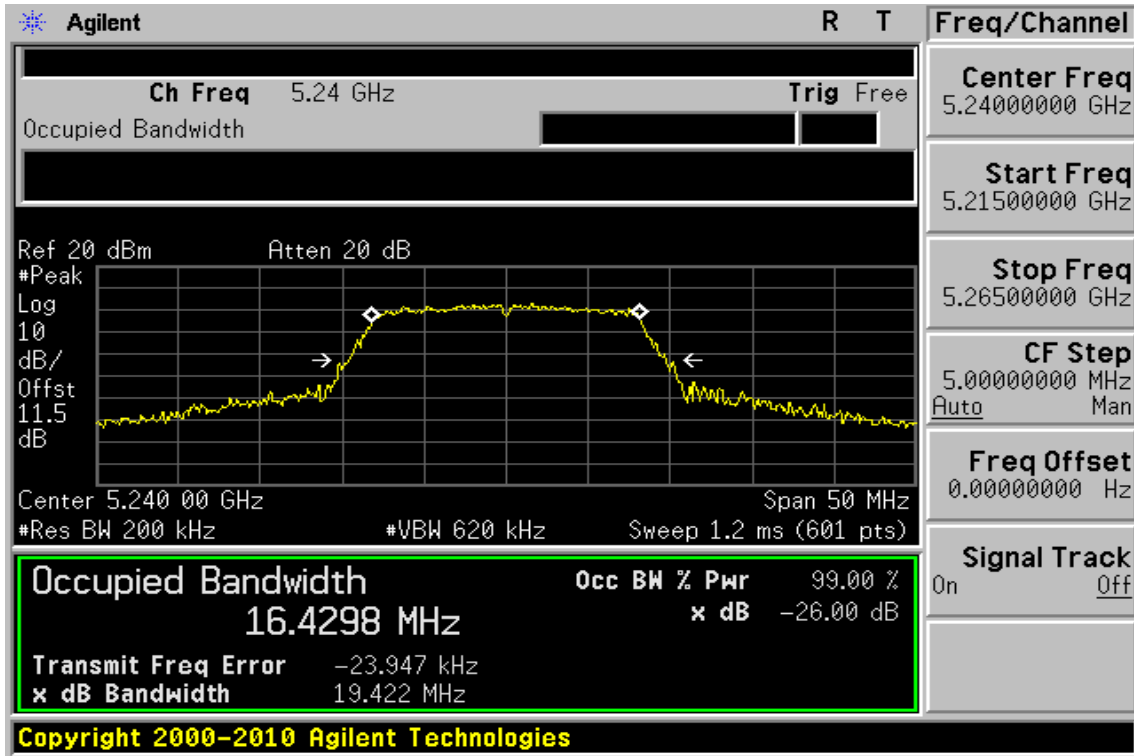 Agilent R T Freq/Channel
Ch Freq 5.24 GHz Trig Free
Occupied Bandwidth
Center Freq
5.24000000 GHz
Start Freq
5.21500000 GHz
Stop Freq
5.26500000 GHz
CF Step
5.00000000 MHz
Auto Man
Freq Offset
0.00000000 Hz
Signal Track
On Off
Ref 20 dBm Atten 20 dB
#Peak
Log
10
dB/
Offst
11.5
dB
Center 5.240 00 GHz Span 50 MHz
#Res BW 200 kHz #VBW 620 kHz Sweep 1.2 ms (601 pts)
Occupied Bandwidth Occ BW % Pwr 99.00 %
16.4298 MHz x dB -26.00 dB
Transmit Freq Error -23.947 kHz
x dB Bandwidth 19.422 MHz
Copyright 2000-2010 Agilent Technologies